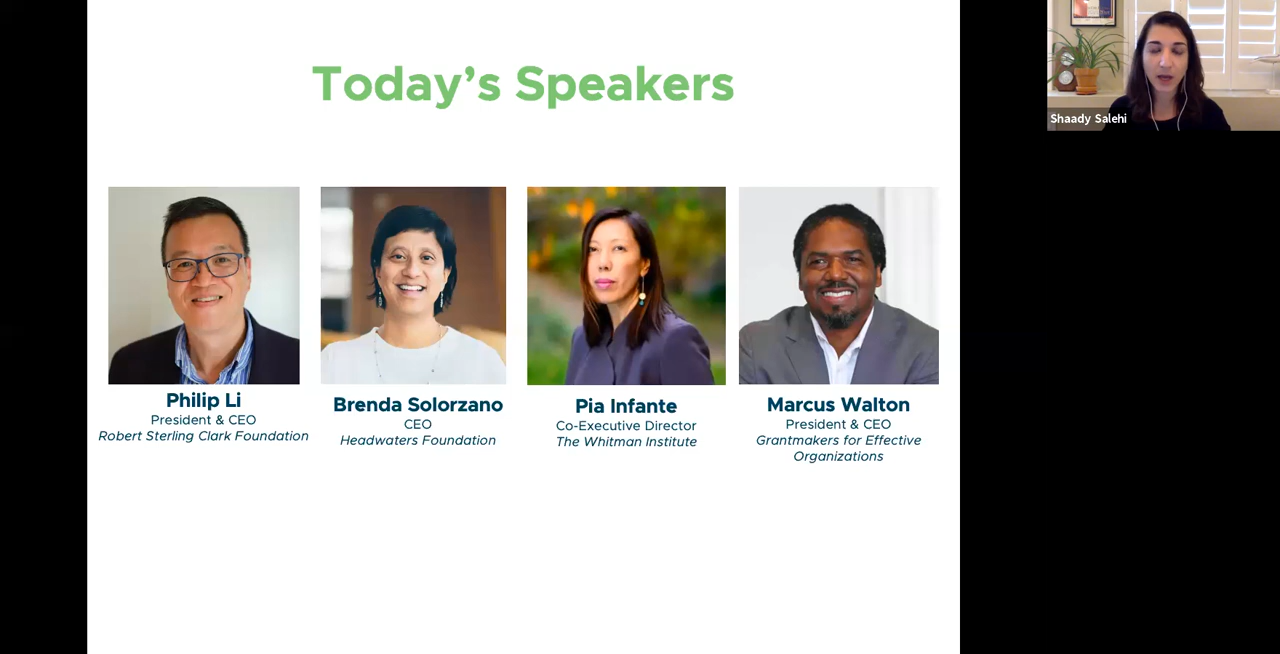 Today’s Speakers
Shaady Salehi
Philip Li
President & CEO
Robert Sterling Clark Foundation
Brenda Solorzano
CEO
Headwaters Foundation
Pia Infante
Co-Executive Director
The Whitman Institute
Marcus Walton
President & CEO
Grantmakers for Effective
Organizations